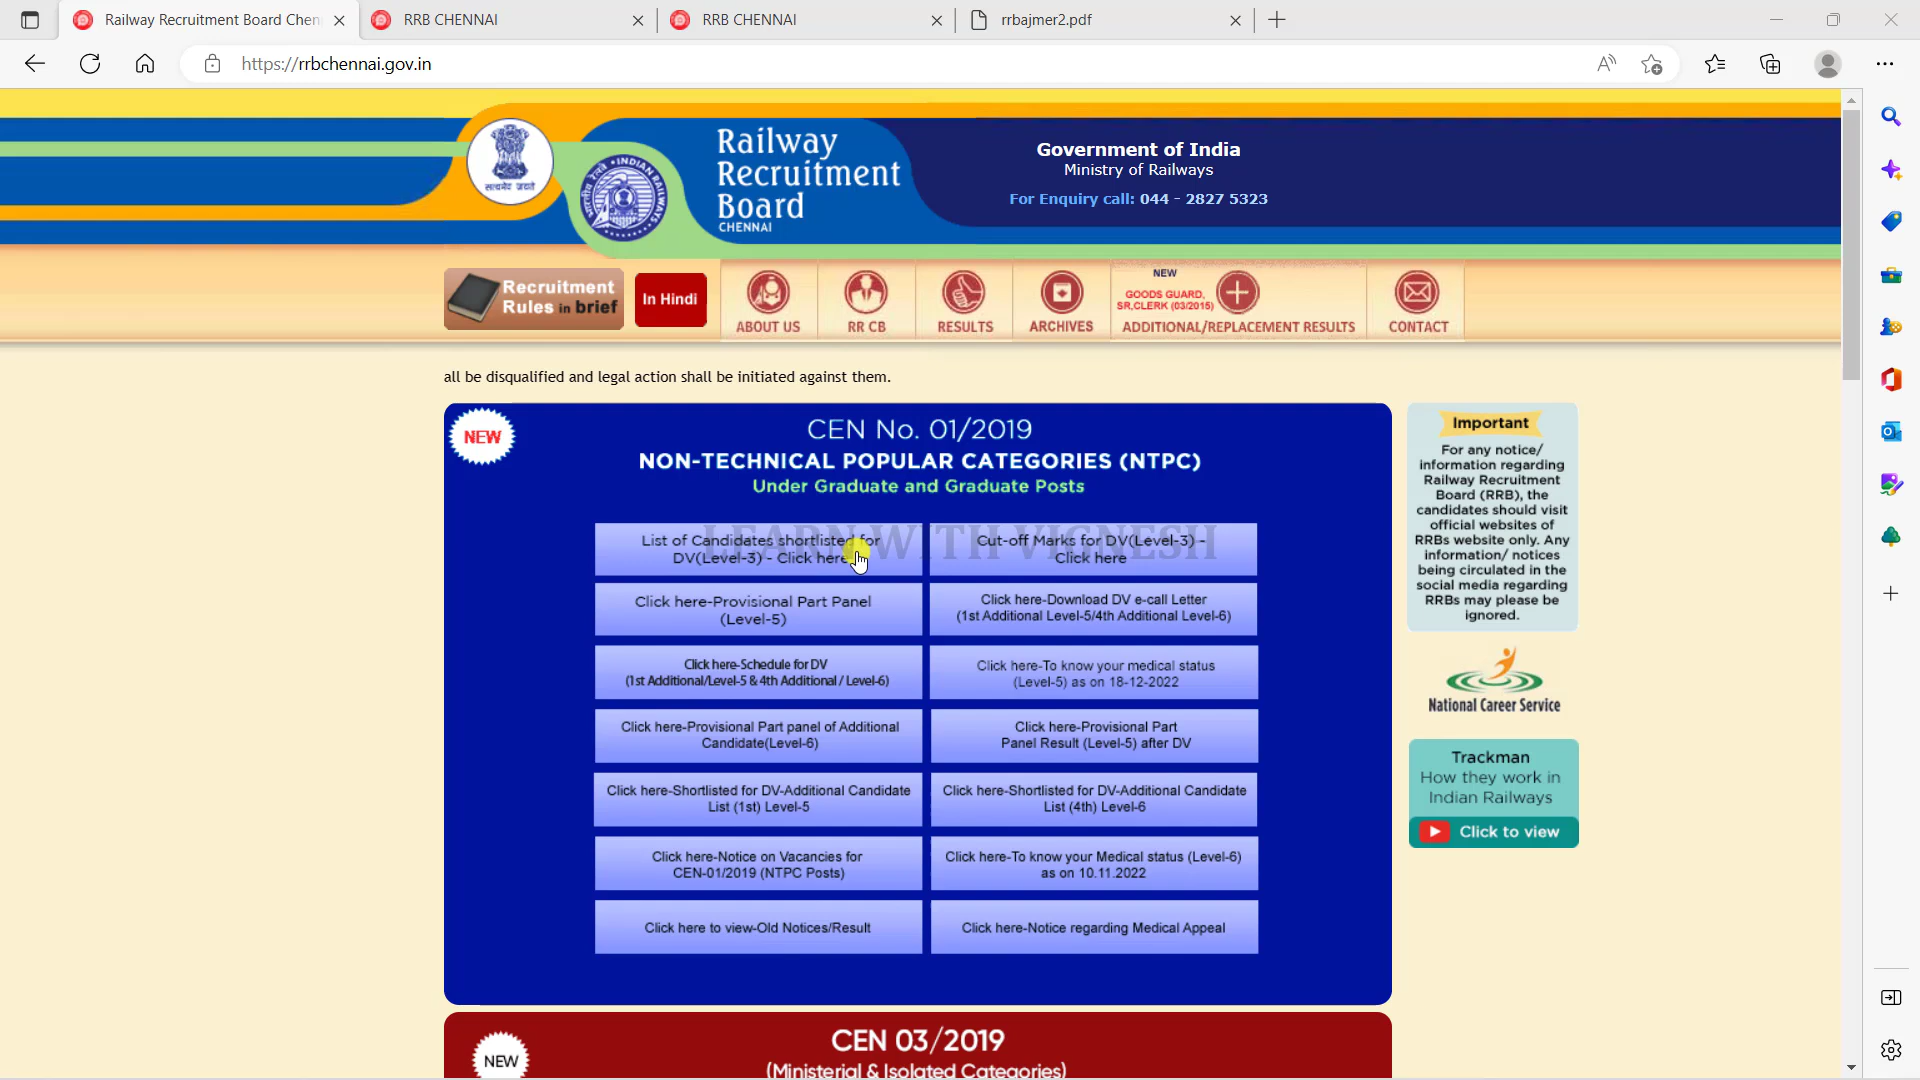 Railway Recruitment Board Chen
RRB CHENNAI
RRB CHENNAI
rrbajmer2.pdf
https://rrbchennai.gov.in
सत्यमेव जयते
INDIAN RAILWAYS
भारतीय रेल
Railway
Recruitment
Board
CHENNAI
Government of India
Ministry of Railways
For Enquiry call: 044 - 2827 5323
Recruitment
Rules in brief
In Hindi
ABOUT US
RR CB
RESULTS
ARCHIVES
NEW
GOODS GUARD,
SR,CLERK (03/2015)
ADDITIONAL/REPLACEMENT RESULTS
CONTACT
all be disqualified and legal action shall be initiated against them.
NEW
CEN No. 01/2019
NON-TECHNICAL POPULAR CATEGORIES (NTPC)
Under Graduate and Graduate Posts
LEARN WITH VIGNESH
List of Candidates shortlisted for
DV(Level-3) - Click here
Cut-off Marks for DV(Level-3) -
Click here
Click here-Provisional Part Panel
(Level-5)
Click here-Download DV e-call Letter
(1st Additional Level-5/4th Additional Level-6)
Click here-Schedule for DV
(1st Additional/Level-5 & 4th Additional / Level-6)
Click here-To know your medical status
(Level-5) as on 18-12-2022
Click here-Provisional Part panel of Additional
Candidate(Level-6)
Click here-Provisional Part
Panel Result (Level-5) after DV
Click here-Shortlisted for DV-Additional Candidate
List (1st) Level-5
Click here-Shortlisted for DV-Additional Candidate
List (4th) Level-6
Click here-Notice on Vacancies for
CEN-01/2019 (NTPC Posts)
Click here-To know your Medical status (Level-6)
as on 10.11.2022
Click here to view-Old Notices/Result
Click here-Notice regarding Medical Appeal
Important
For any notice/
information regarding
Railway Recruitment
Board (RRB), the
candidates should visit
official websites of
RRBs website only. Any
information/ notices
being circulated in the
social media regarding
RRBs may please be
ignored.
National Career Service
Trackman
How they work in
Indian Railways
Click to view
NEW
CEN 03/2019
(Ministerial & Isolated Categories)